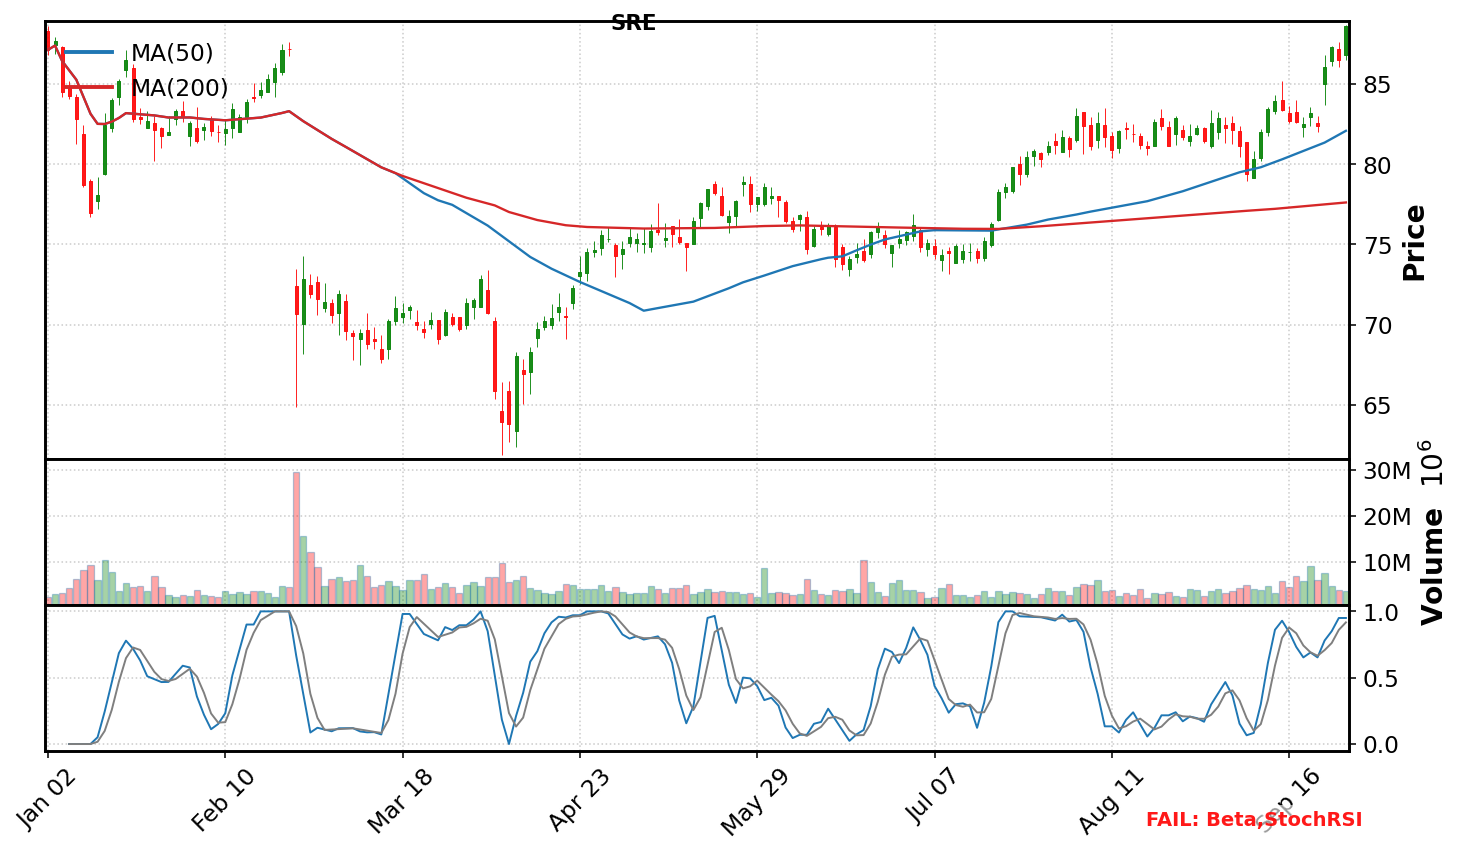 SRE
MA(50)
MA(200)
85
80
75
70
65
Price
30M
20M
10M
Volume 10^6
1.0
0.5
0.0
Jan 02
Feb 10
Mar 18
Apr 23
May 29
Jul 07
Aug 11
Sep 16
FAIL: Beta,StochRSI